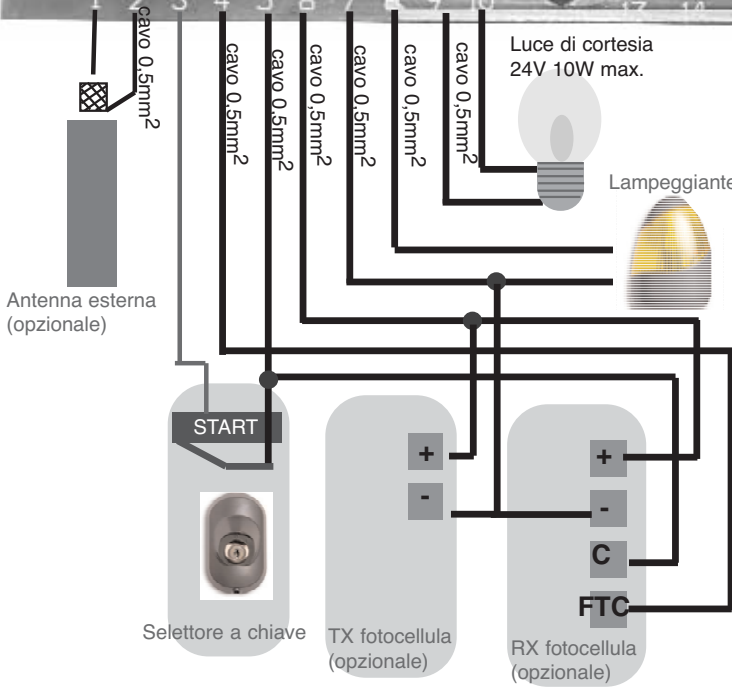 1 2 3 4 5 6 7 8 9 10 17 14
cavo 0,5mm2
cavo 0,5mm2
cavo 0,5mm2
cavo 0,5mm2
cavo 0,5mm2
cavo 0,5mm2
cavo 0,5mm2
Luce di cortesia
24V 10W max.
Lampeggiante
Antenna esterna
(opzionale)
START
+
-
+
-
C
FTC
Selettore a chiave
TX fotocellula
(opzionale)
RX fotocellula
(opzionale)